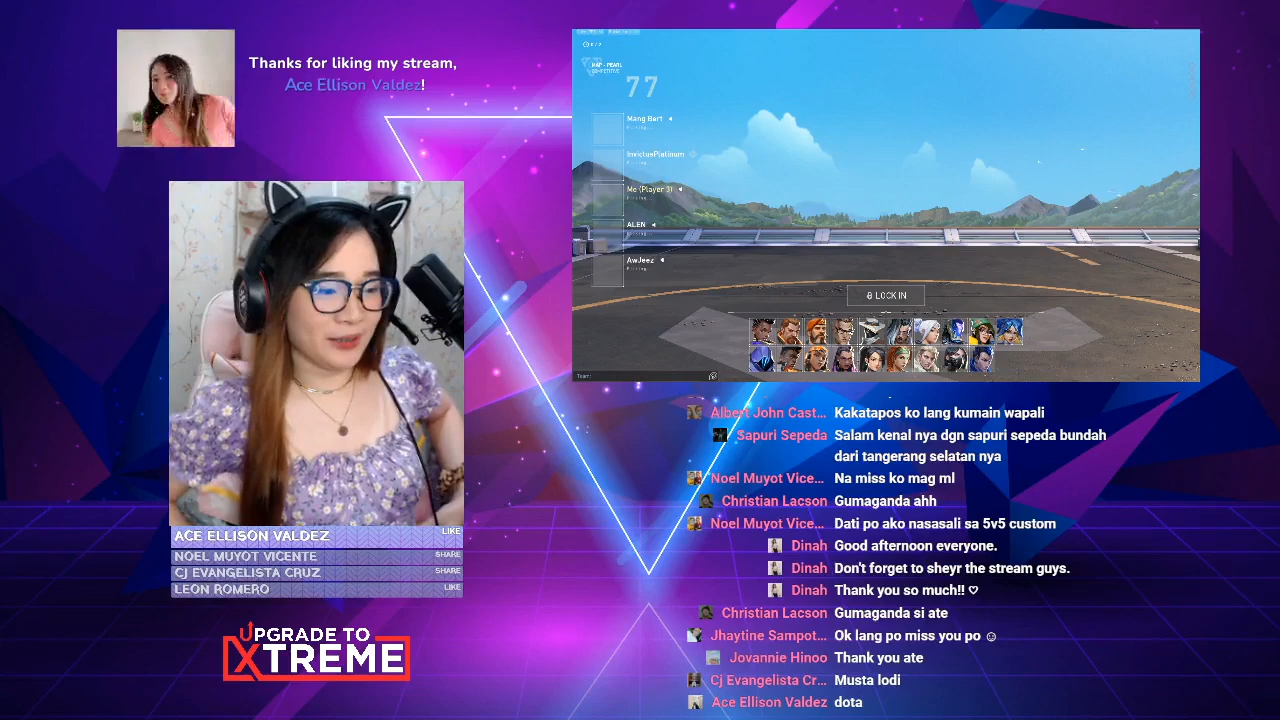 Thanks for liking my stream,
Ace Ellison Valdez!
MAP - PEARL
COMPETITIVE
77
Mang Bert
InvictusPlatinum
Me (Player 3)
ALEN
AwJeez
LOCK IN
ACE ELLISON VALDEZ LIKE
NOEL MUYOT VICENTE SHARE
CJ EVANGELISTA CRUZ SHARE
LEON ROMERO LIKE
UPGRADE TO
XTREME
Albert John Cast... Kakatapos ko lang kumain wapali
Sapuri Sepeda Salam kenal nya dgn sapuri sepeda bundah
dari tangerang selatan nya
Noel Muyot Vice... Na miss ko mag ml
Christian Lacson Gumaganda ahh
Noel Muyot Vice... Dati po ako nasasali sa 5v5 custom
Dinah Good afternoon everyone.
Dinah Don't forget to sheyr the stream guys.
Dinah Thank you so much!! ♡
Christian Lacson Gumaganda si ate
Jhaytine Sampot... Ok lang po miss you po ☺
Jovannie Hinoo Thank you ate
Cj Evangelista Cr... Musta lodi
Ace Ellison Valdez dota